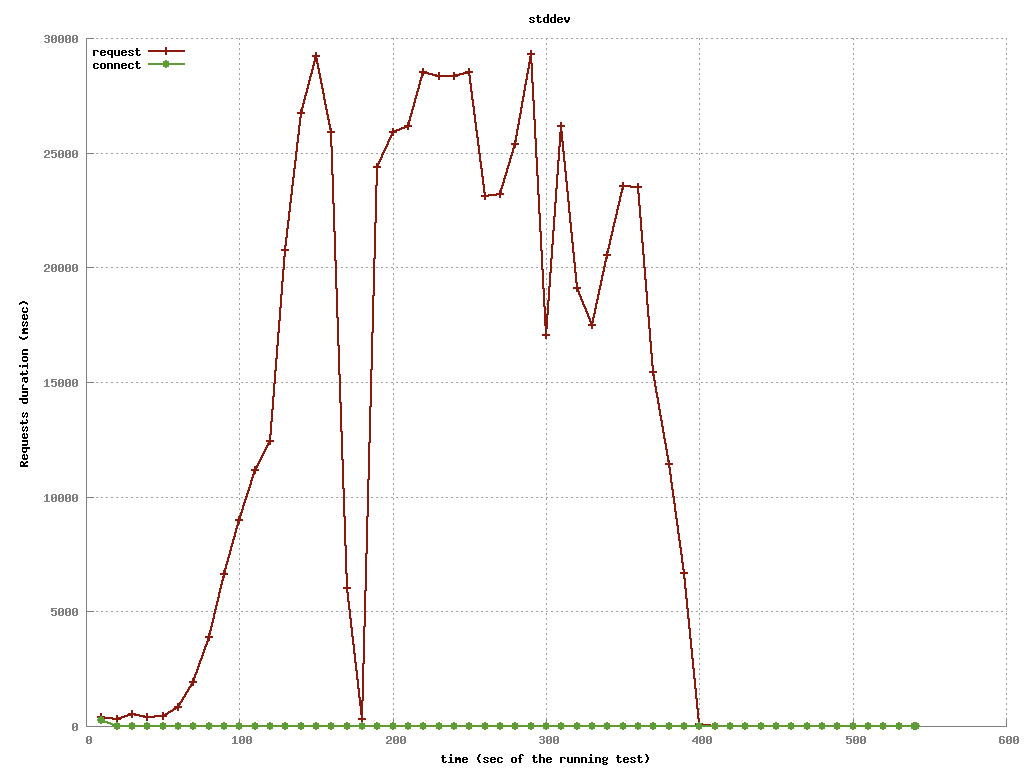 stddev
30000
request
connect
25000
20000
15000
10000
5000
0
Requests duration (msec)
0 100 200 300 400 500 600
time (sec of the running test)